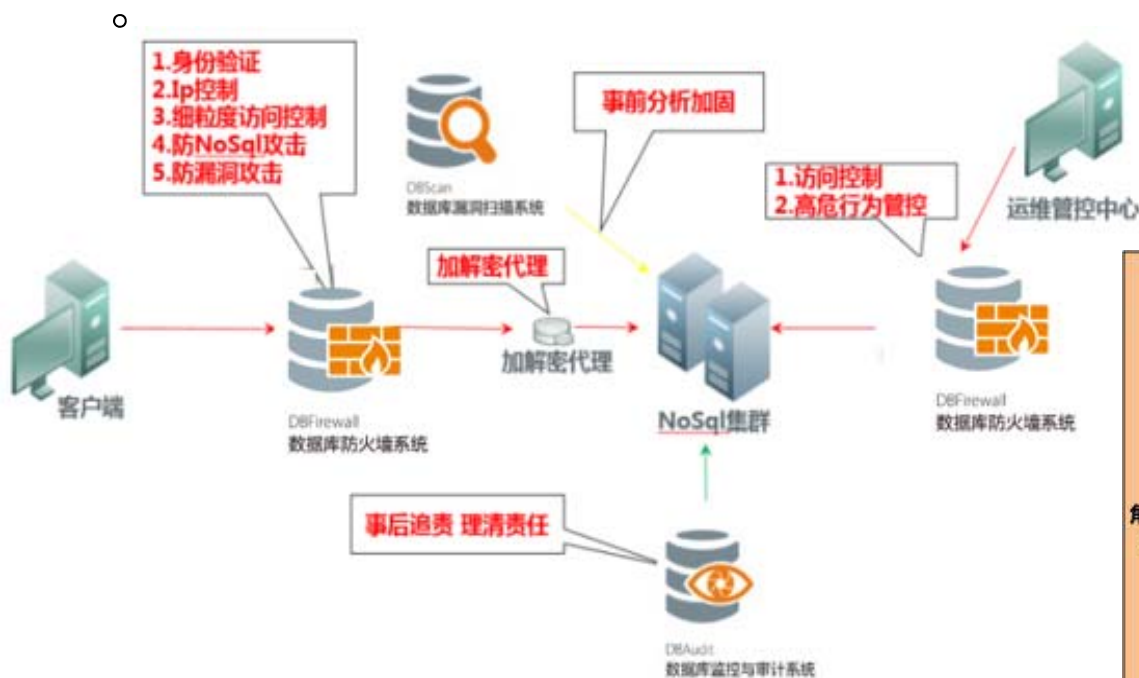 1.身份验证
2.Ip控制
3.细粒度访问控制
4.防NoSql攻击
5.防漏洞攻击
DBScan
数据库漏洞扫描系统
事前分析加固
1.访问控制
2.高危行为管控
运维管控中心
加解密代理
加解密代理
客户端
DBFirewall
数据库防火墙系统
NoSql集群
DBFirewall
数据库防火墙系统
事后追责 理清责任
DBAudit
数据库监控与审计系统